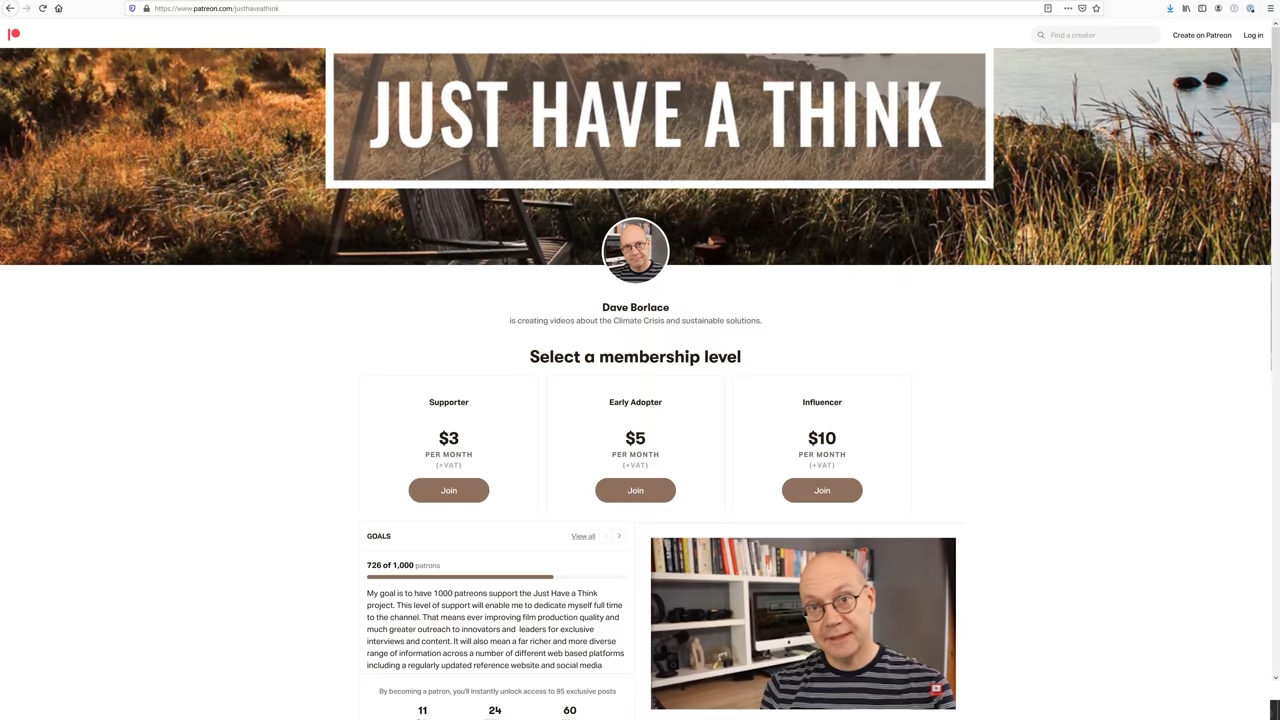 https://www.patreon.com/justhaveathink
Find a creator
Create on Patreon
Log in
JUST HAVE A THINK
Dave Borlace
is creating videos about the Climate Crisis and sustainable solutions.
Select a membership level
Supporter
$3
PER MONTH
(+VAT)
Join
Early Adopter
$5
PER MONTH
(+VAT)
Join
Influencer
$10
PER MONTH
(+VAT)
Join
GOALS
View all
726 of 1,000 patrons
My goal is to have 1000 patreons support the Just Have a Think
project. This level of support will enable me to dedicate myself full time
to the channel. That means ever improving film production quality and
much greater outreach to innovators and leaders for exclusive
interviews and content. It will also mean a far richer and more diverse
range of information across a number of different web based platforms
including a regularly updated reference website and social media
By becoming a patron, you'll instantly unlock access to 95 exclusive posts
11
24
60